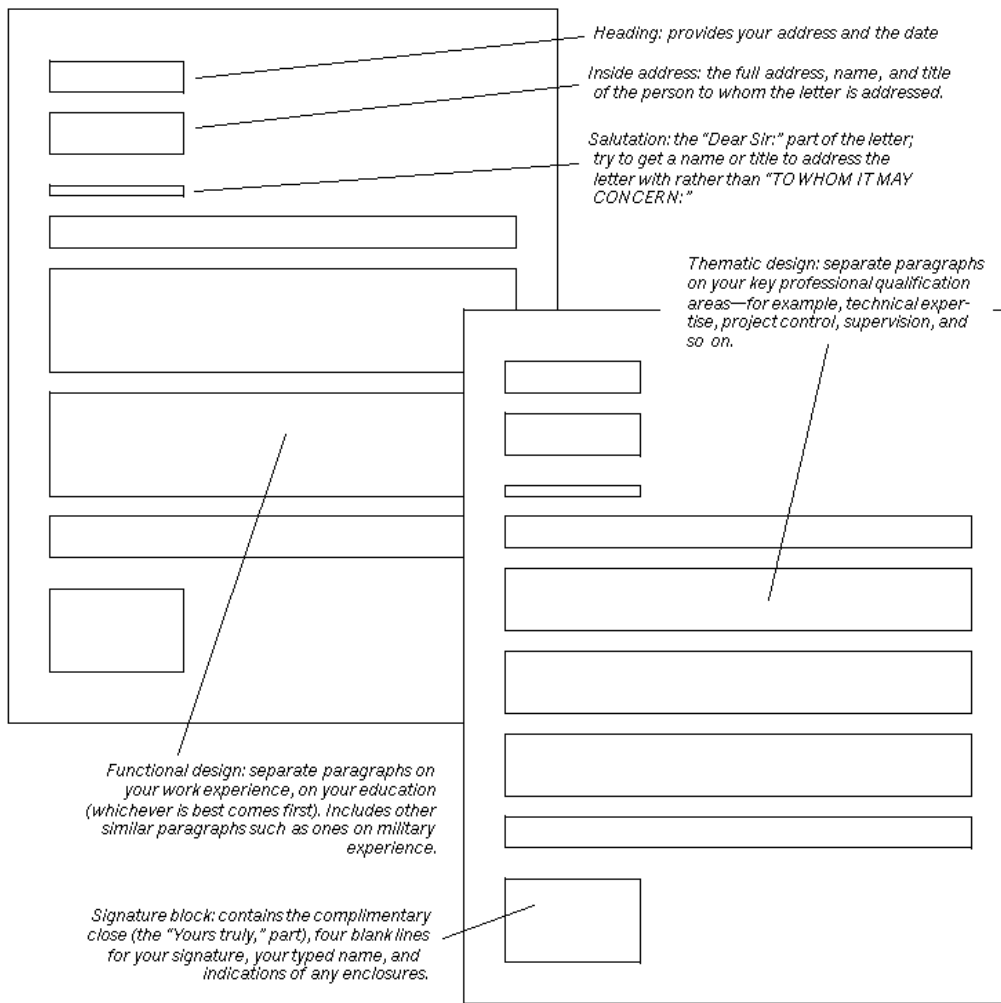 Heading: provides your address and the date
Inside address: the full address, name, and title
of the person to whom the letter is addressed.
Salutation: the “Dear Sir:” part of the letter;
try to get a name or title to address the
letter with rather than “TO WHOM IT MAY
CONCERN:”
Thematic design: separate paragraphs
on your key professional qualification
areas—for example, technical exper-
tise, project control, supervision, and
so on.
Functional design: separate paragraphs on
your work experience, on your education
(whichever is best comes first). Includes other
similar paragraphs such as ones on military
experience.
Signature block: contains the complimentary
close (the “Yours truly,” part), four blank lines
for your signature, your typed name, and
indications of any enclosures.